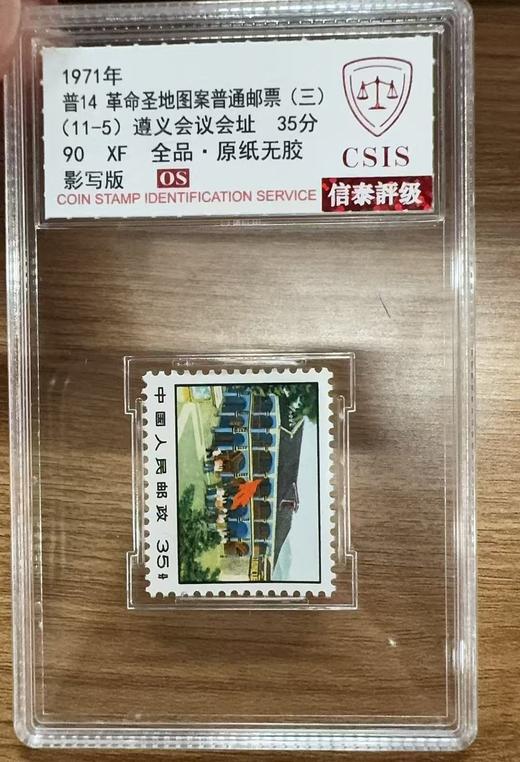 1971年
普14 革命圣地图案普通邮票（三）
（11-5）遵义会议会址 35分
90 XF 全品·原纸无胶
影写版 OS
COIN STAMP IDENTIFICATION SERVICE
CSIS
信泰評级
中国人民邮政 35分